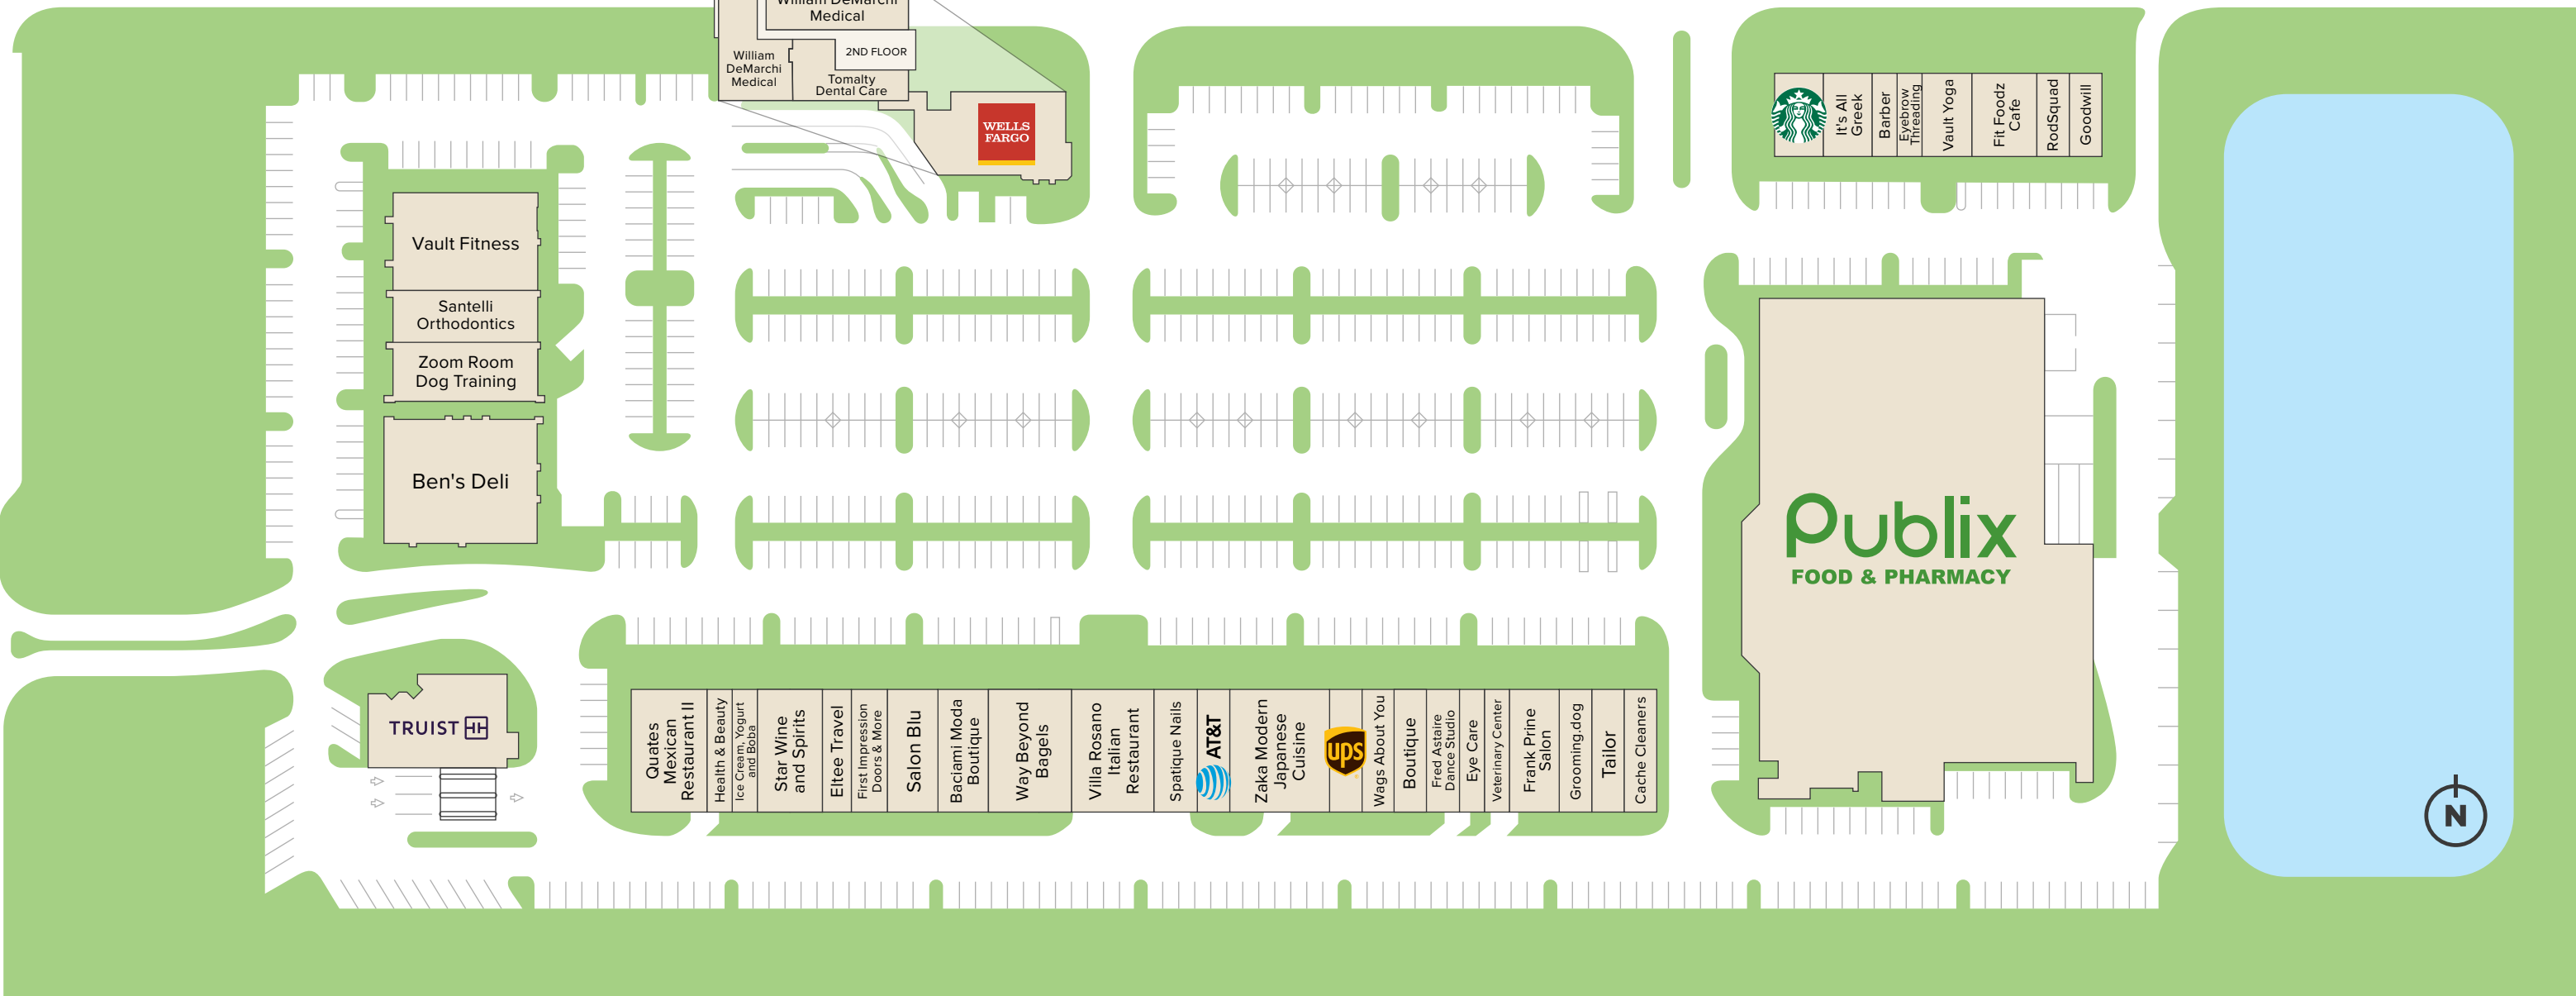 William DeMarchi
Medical
2ND FLOOR
William
DeMarchi
Medical
Tomalty
Dental Care
WELLS
FARGO
It's All
Greek
Barber
Eyebrow
Threading
Vault Yoga
Fit Foodz
Cafe
RodSquad
Goodwill
Vault Fitness
Santelli
Orthodontics
Zoom Room
Dog Training
Ben's Deli
Publix
FOOD & PHARMACY
TRUIST
Quates
Mexican
Restaurant II
Health & Beauty
Ice Cream, Yogurt
and Boba
Star Wine
and Spirits
Eltee Travel
First Impression
Doors & More
Salon Blu
Baciami Moda
Boutique
Way Beyond
Bagels
Villa Rosano
Italian
Restaurant
Spatique Nails
AT&T
Zaka Modern
Japanese
Cuisine
ups
Wags About You
Boutique
Fred Astaire
Dance Studio
Eye Care
Veterinary Center
Frank Prine
Salon
Grooming.dog
Tailor
Cache Cleaners
N